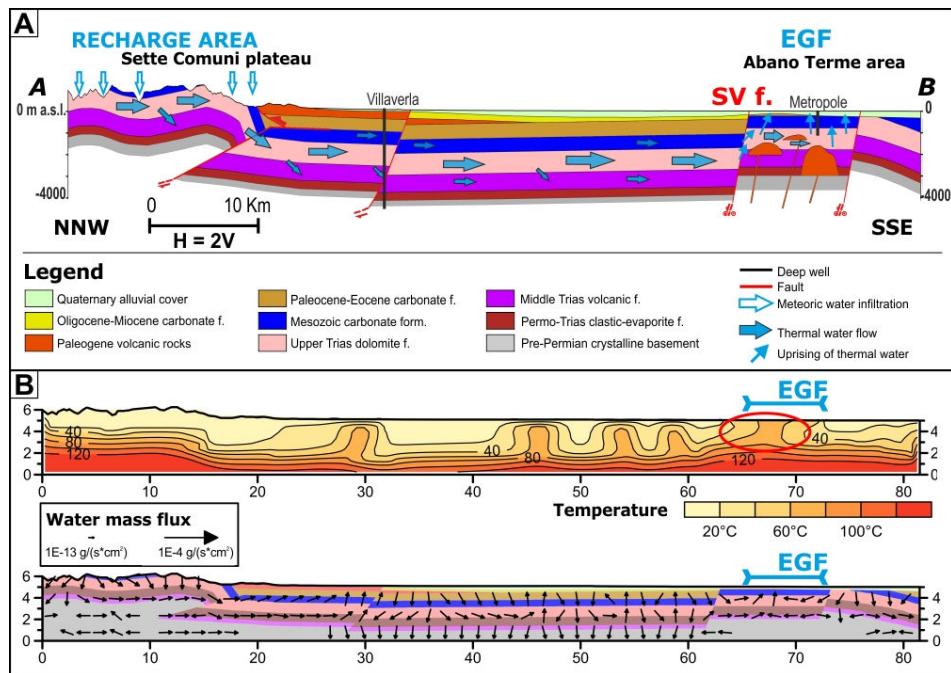 A
RECHARGE AREA
Sette Comuni plateau
EGF
Abano Terme area
A
B
0 m a.s.l.
Villaverla
SV f.
Metropole
0
-4000
-4000
NNW
0 10 Km
H = 2V
SSE
Legend
Quaternary alluvial cover
Oligocene-Miocene carbonate f.
Paleogene volcanic rocks
Paleocene-Eocene carbonate f.
Mesozoic carbonate form.
Upper Trias dolomite f.
Middle Trias volcanic f.
Permo-Trias clastic-evaporite f.
Pre-Permian crystalline basement
Deep well
Fault
Meteoric water infiltration
Thermal water flow
Uprising of thermal water
B
EGF
6
4
2
0
40
80
120
40
80
120
40
4
2
0
0 10 20 30 40 50 60 70 80
Water mass flux
1E-13 g/(s*cm²) 1E-4 g/(s*cm²)
Temperature
20°C 60°C 100°C
EGF
6
4
2
0
4
2
0
0 10 20 30 40 50 60 70 80